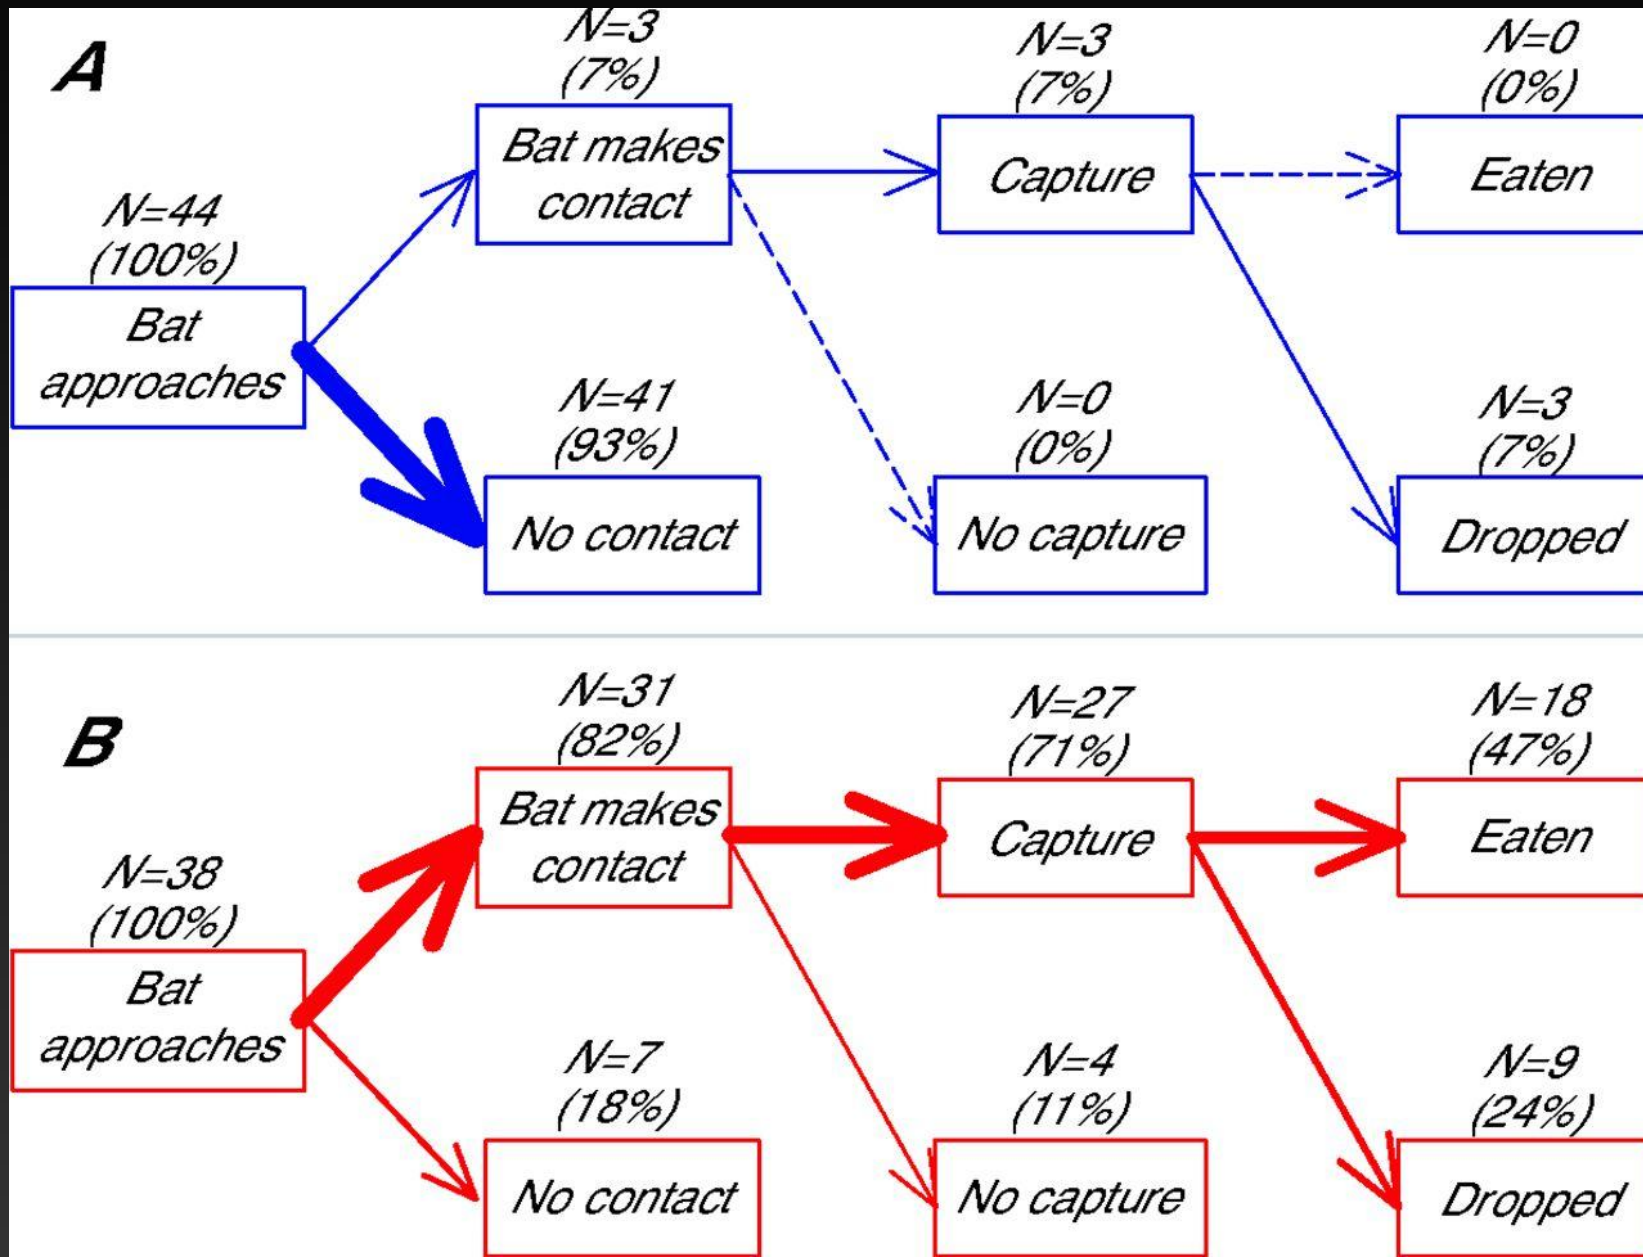 A
N=44
(100%)
Bat
approaches
N=3
(7%)
Bat makes
contact
N=41
(93%)
No contact
N=3
(7%)
Capture
N=0
(0%)
No capture
N=0
(0%)
Eaten
N=3
(7%)
Dropped
B
N=38
(100%)
Bat
approaches
N=31
(82%)
Bat makes
contact
N=7
(18%)
No contact
N=27
(71%)
Capture
N=4
(11%)
No capture
N=18
(47%)
Eaten
N=9
(24%)
Dropped